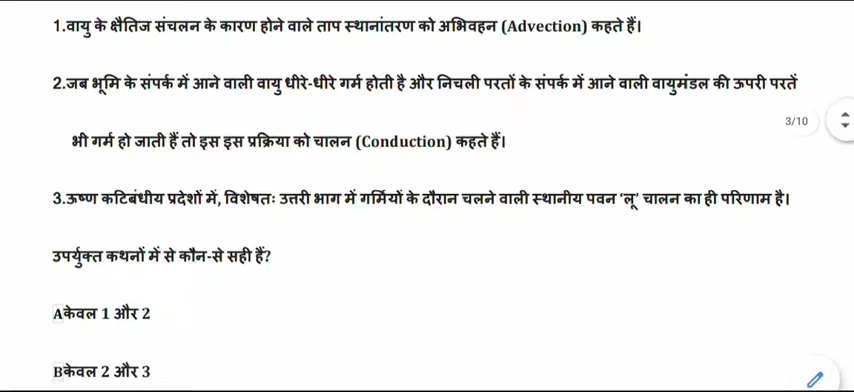 1.वायु के क्षैतिज संचलन के कारण होने वाले ताप स्थानांतरण को अभिवहन (Advection) कहते हैं।
2.जब भूमि के संपर्क में आने वाली वायु धीरे-धीरे गर्म होती है और निचली परतों के संपर्क में आने वाली वायुमंडल की ऊपरी परतें
3/10
भी गर्म हो जाती हैं तो इस इस प्रक्रिया को चालन (Conduction) कहते हैं।
3.ऊष्ण कटिबंधीय प्रदेशों में, विशेषतः उत्तरी भाग में गर्मियों के दौरान चलने वाली स्थानीय पवन ‘लू’ चालन का ही परिणाम है।
उपर्युक्त कथनों में से कौन-से सही हैं?
Aकेवल 1 और 2
Bकेवल 2 और 3